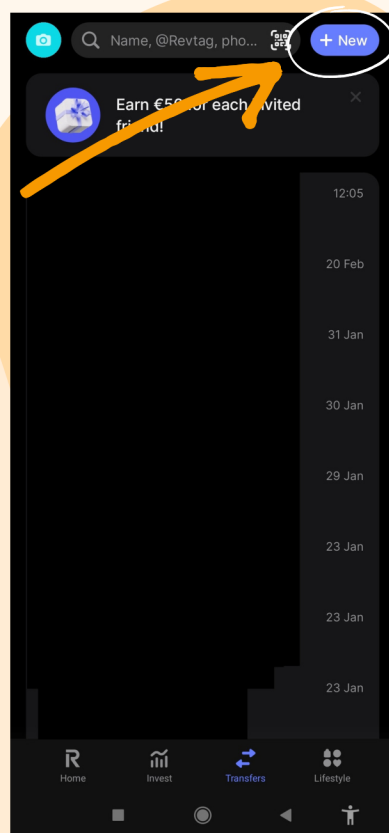 Name, @Revtag, pho...
+ New
Earn €50 for each invited
friend!
12:05
20 Feb
31 Jan
30 Jan
29 Jan
23 Jan
23 Jan
23 Jan
Home
Invest
Transfers
Lifestyle